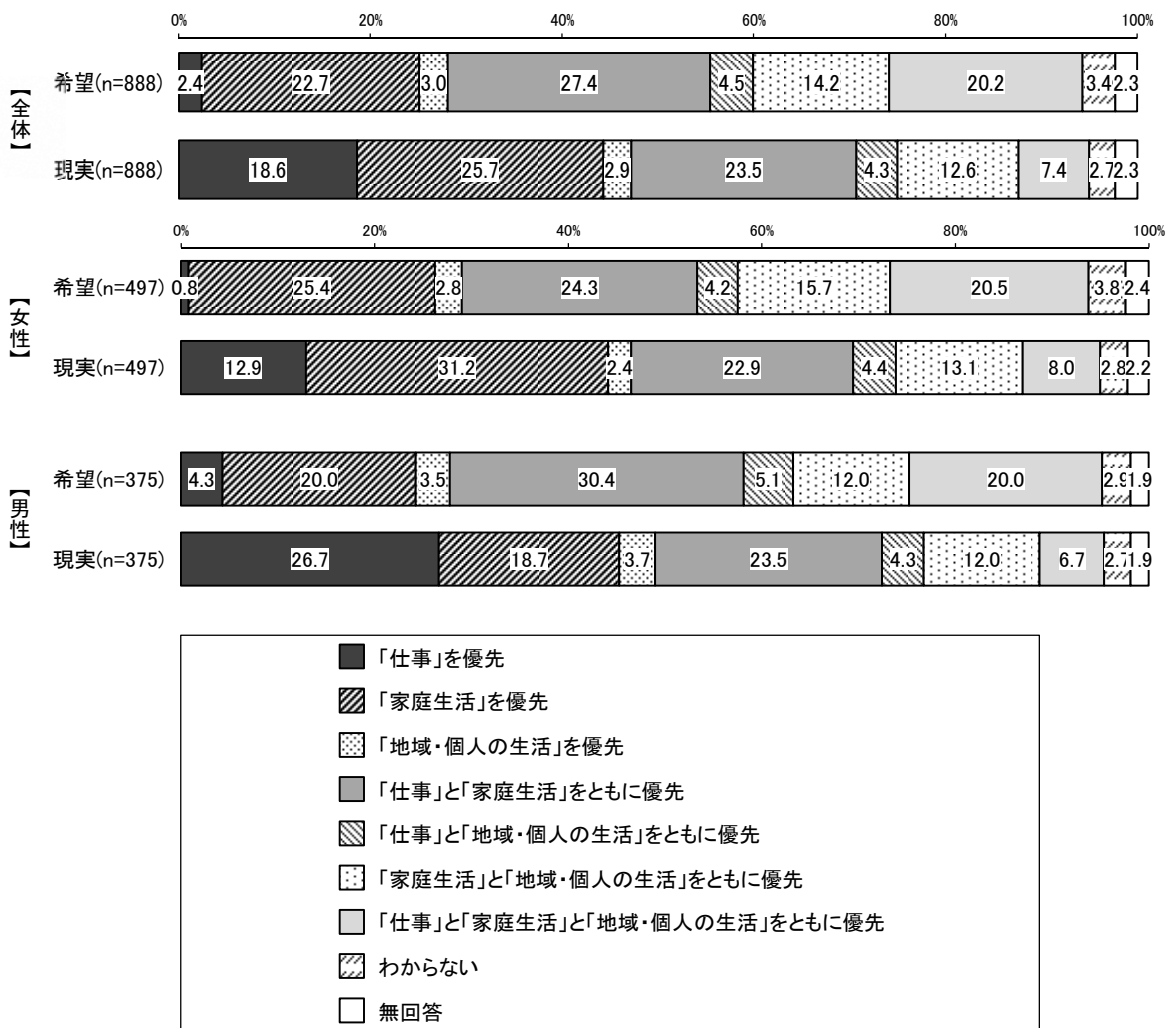 0% 20% 40% 60% 80% 100%
【全体】
希望(n=888) 2.4 22.7 3.0 27.4 4.5 14.2 20.2 3.4 2.3
現実(n=888) 18.6 25.7 2.9 23.5 4.3 12.6 7.4 2.7 2.3
0% 20% 40% 60% 80% 100%
【女性】
希望(n=497) 0.8 25.4 2.8 24.3 4.2 15.7 20.5 3.8 2.4
現実(n=497) 12.9 31.2 2.4 22.9 4.4 13.1 8.0 2.8 2.2
【男性】
希望(n=375) 4.3 20.0 3.5 30.4 5.1 12.0 20.0 2.9 1.9
現実(n=375) 26.7 18.7 3.7 23.5 4.3 12.0 6.7 2.7 1.9
「仕事」を優先
「家庭生活」を優先
「地域・個人の生活」を優先
「仕事」と「家庭生活」をともに優先
「仕事」と「地域・個人の生活」をともに優先
「家庭生活」と「地域・個人の生活」をともに優先
「仕事」と「家庭生活」と「地域・個人の生活」をともに優先
わからない
無回答